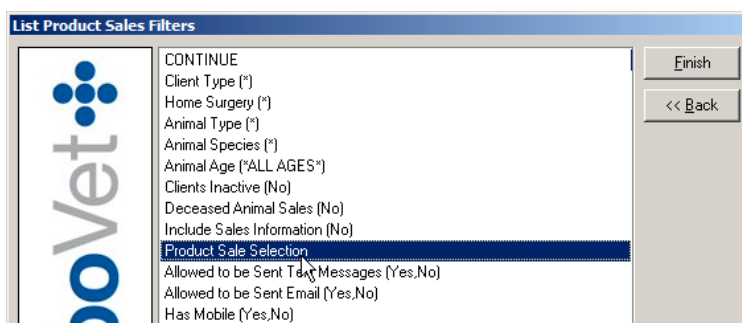 List Product Sales Filters
CONTINUE
Client Type (*)
Home Surgery (*)
Animal Type (*)
Animal Species (*)
Animal Age (*ALL AGES*)
Clients Inactive (No)
Deceased Animal Sales (No)
Include Sales Information (No)
Product Sale Selection
Allowed to be Sent Text Messages (Yes,No)
Allowed to be Sent Email (Yes,No)
Has Mobile (Yes,No)
Finish
<< Back
oVet